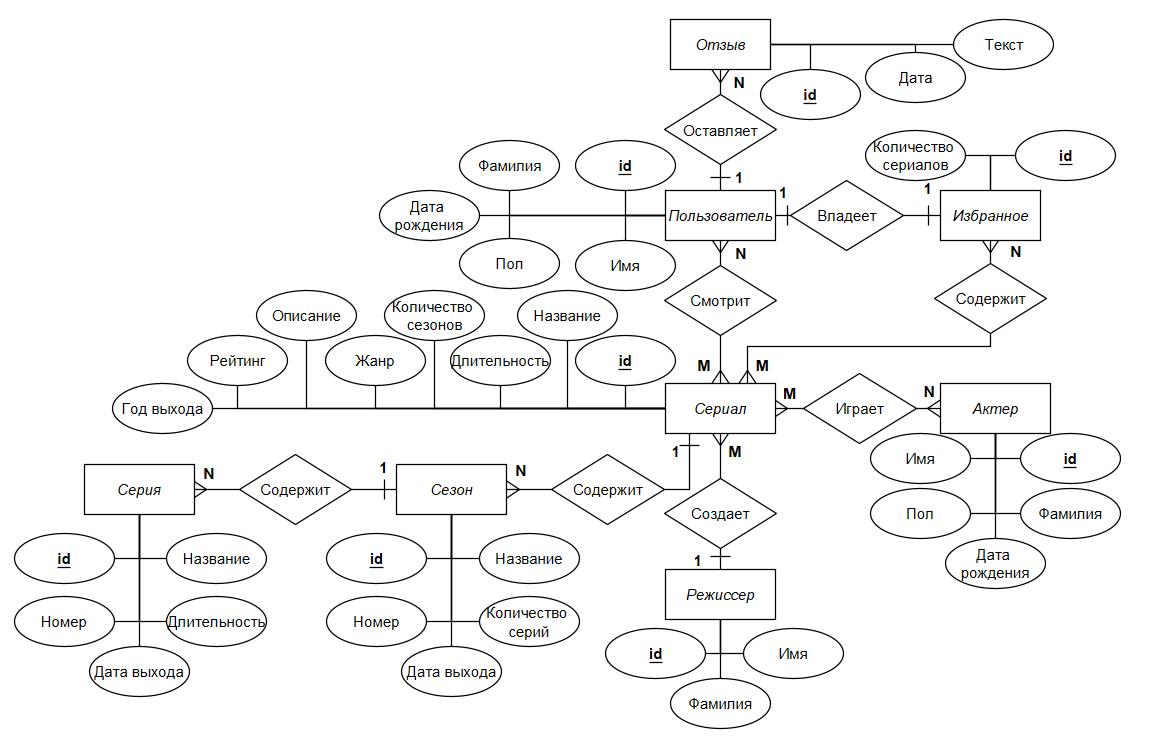 Отзыв
Текст
Дата
id
N
Оставляет
1
Фамилия
id
Дата
рождения
Пол
Имя
Пользователь
1
Владеет
1
Количество
сериалов
id
Избранное
N
N
Смотрит
Содержит
M
M
Описание
Количество
сезонов
Название
Рейтинг
Жанр
Длительность
id
Год выхода
Сериал
M
Играет
N
Актер
Имя
id
Пол
Фамилия
Дата
рождения
1
M
Серия
N
Содержит
1
Сезон
N
Содержит
Создает
1
Режиссер
id
Имя
Фамилия
id
Название
Номер
Длительность
Дата выхода
id
Название
Номер
Количество
серий
Дата выхода